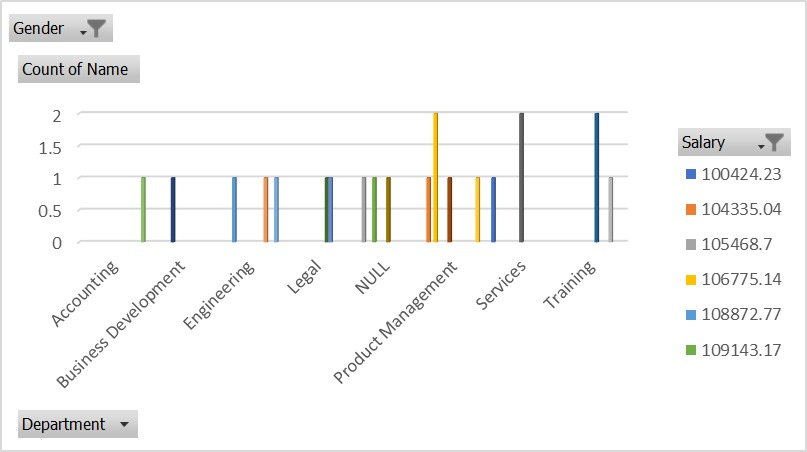 Gender
Count of Name
2
1.5
1
0.5
0
Accounting
Business Development
Engineering
Legal
NULL
Product Management
Services
Training
Salary
100424.23
104335.04
105468.7
106775.14
108872.77
109143.17
Department